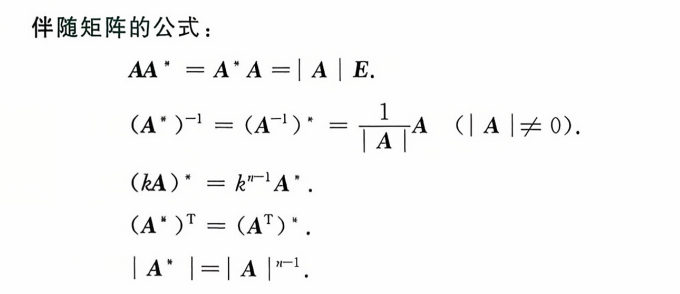 伴随矩阵的公式：
AA* = A*A = |A|E.
(A*)⁻¹ = (A⁻¹)* = 1/|A| A (|A| ≠ 0).
(kA)* = kⁿ⁻¹A*.
(A*)ᵀ = (Aᵀ)*.
|A*| = |A|ⁿ⁻¹.